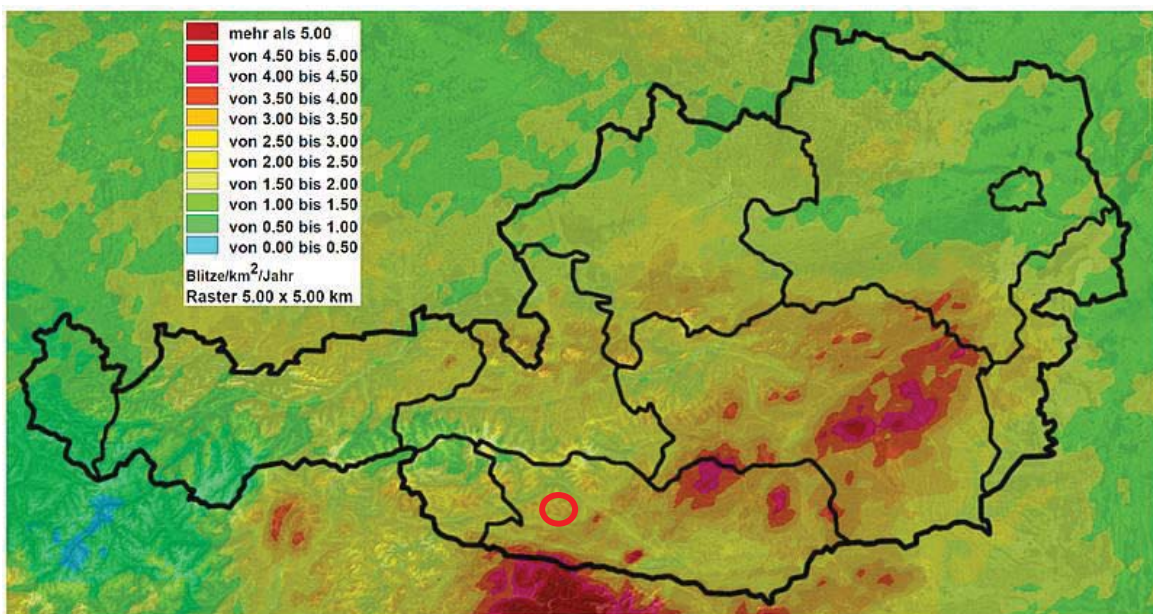 mehr als 5.00
von 4.50 bis 5.00
von 4.00 bis 4.50
von 3.50 bis 4.00
von 3.00 bis 3.50
von 2.50 bis 3.00
von 2.00 bis 2.50
von 1.50 bis 2.00
von 1.00 bis 1.50
von 0.50 bis 1.00
von 0.00 bis 0.50
Blitze/km²/Jahr
Raster 5.00 x 5.00 km